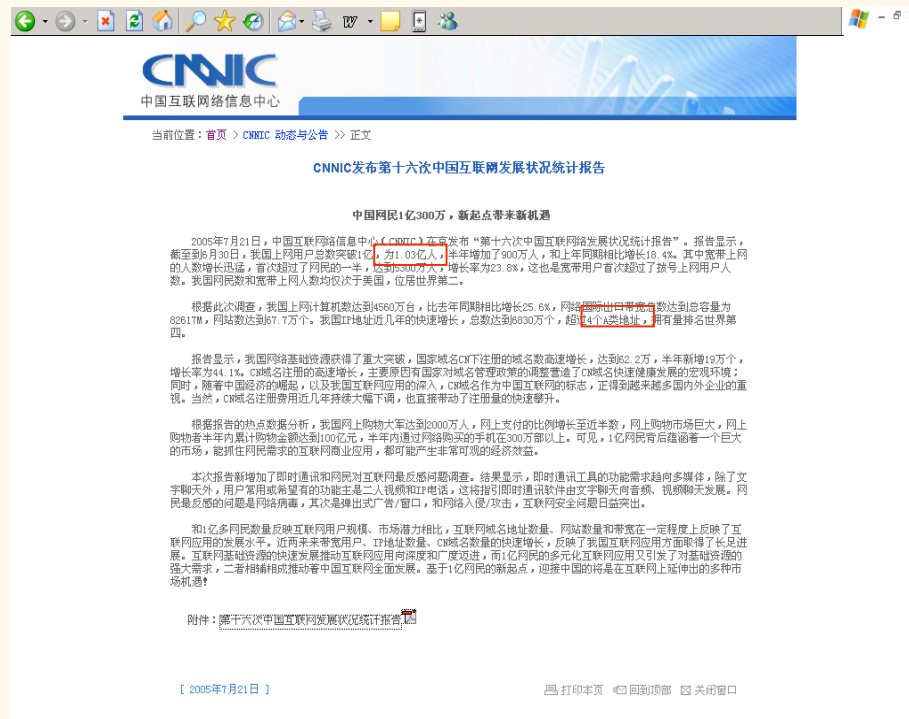 CNNIC
中国互联网络信息中心
当前位置：首页 > CNNIC 动态与公告 >> 正文
CNNIC发布第十六次中国互联网发展状况统计报告
中国网民1亿300万，新起点带来新机遇
2005年7月21日，中国互联网络信息中心（CNNIC）在京发布“第十六次中国互联网络发展状况统计报告”。报告显示，
截至到6月30日，我国上网用户总数突破1亿，为1.03亿人，半年增加了900万人，和上年同期相比增长18.4%。其中宽带上网
的人数增长迅猛，首次超过了网民的一半，达到5300万人，增长率为23.8%，这也是宽带用户首次超过了拨号上网用户人
数。我国网民数和宽带上网人数均仅次于美国，位居世界第二。
根据此次调查，我国上网计算机数达到4560万台，比去年同期相比增长25.6%，网络国际出口带宽总数达到总容量为
82617M，网站数达到67.7万个。我国IP地址近几年的快速增长，总数达到6830万个，超过4个A类地址，拥有量排名世界第
四。
报告显示，我国网络基础资源获得了重大突破，国家域名CN下注册的域名数高速增长，达到62.2万，半年新增19万个，
增长率为44.1%。CN域名注册的高速增长，主要原因有国家对域名管理政策的调整营造了CN域名快速健康发展的宏观环境；
同时，随着中国经济的崛起，以及我国互联网应用的深入，CN域名作为中国互联网的标志，正得到越来越多国内外企业的重
视。当然，CN域名注册费用近几年持续大幅下调，也直接带动了注册量的快速攀升。
根据报告的热点数据分析，我国网上购物大军达到2000万人，网上支付的比例增长至近半数，网上购物市场巨大，网上
购物者半年内累计购物金额达到100亿元，半年内通过网络购买的手机在300万部以上。可见，1亿网民背后蕴涵着一个巨大
的市场，能抓住网民需求的互联网商业应用，都可能产生非常可观的经济效益。
本次报告新增加了即时通讯和网民对互联网最反感问题调查。结果显示，即时通讯工具的功能需求趋向多媒体，除了文
字聊天外，用户常用或希望有的功能主是二人视频和IP电话，这将指引即时通讯软件由文字聊天向音频、视频聊天发展。网
民最反感的问题是网络病毒，其次是弹出式广告/窗口，和网络入侵/攻击，互联网安全问题日益突出。
和1亿多网民数量反映互联网用户规模、市场潜力相比，互联网域名地址数量、网站数量和带宽在一定程度上反映了互
联网应用的发展水平。近两来来带宽用户、IP地址数量、CN域名数量的快速增长，反映了我国互联网应用方面取得了长足进
展。互联网基础资源的快速发展推动互联网应用向深度和广度迈进，而1亿网民的多元化互联网应用又引发了对基础资源的
强大需求，二者相辅相成推动着中国互联网全面发展。基于1亿网民的新起点，迎接中国的将是在互联网上延伸出的多种市
场机遇！
附件：第十六次中国互联网发展状况统计报告
[ 2005年7月21日 ]
打印本页 回到顶部 关闭窗口